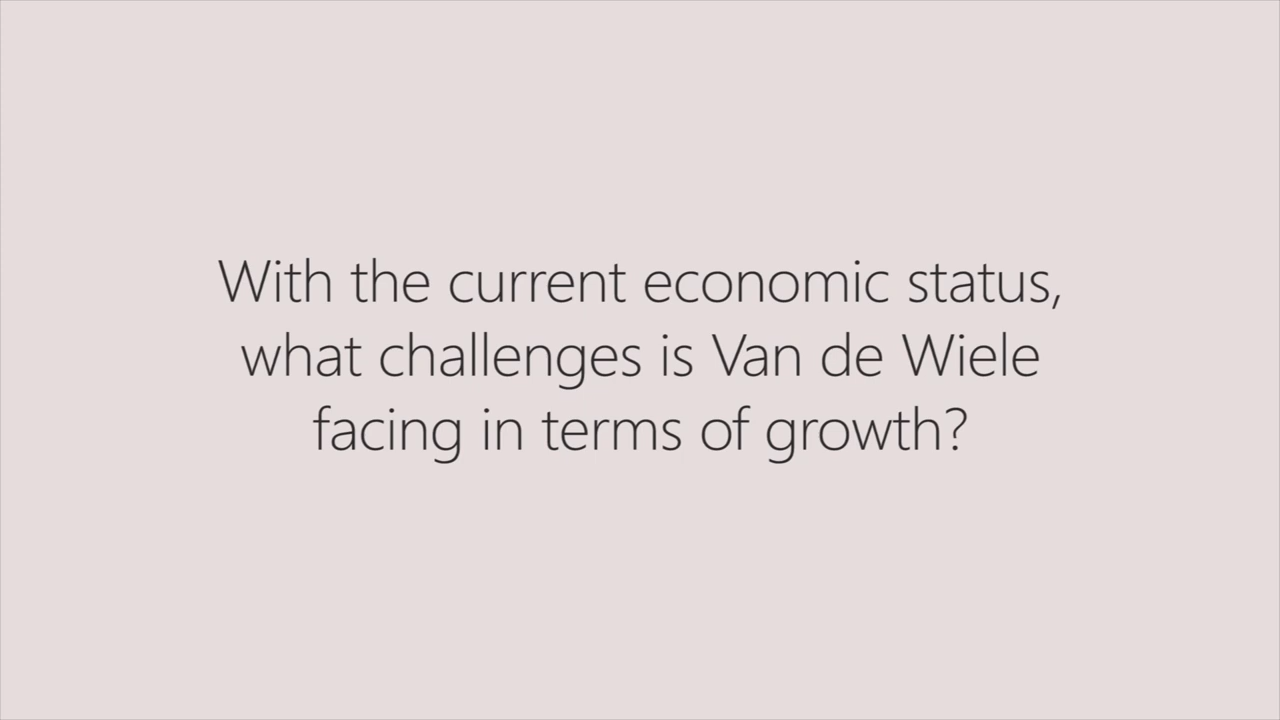 With the current economic status,
what challenges is Van de Wiele
facing in terms of growth?